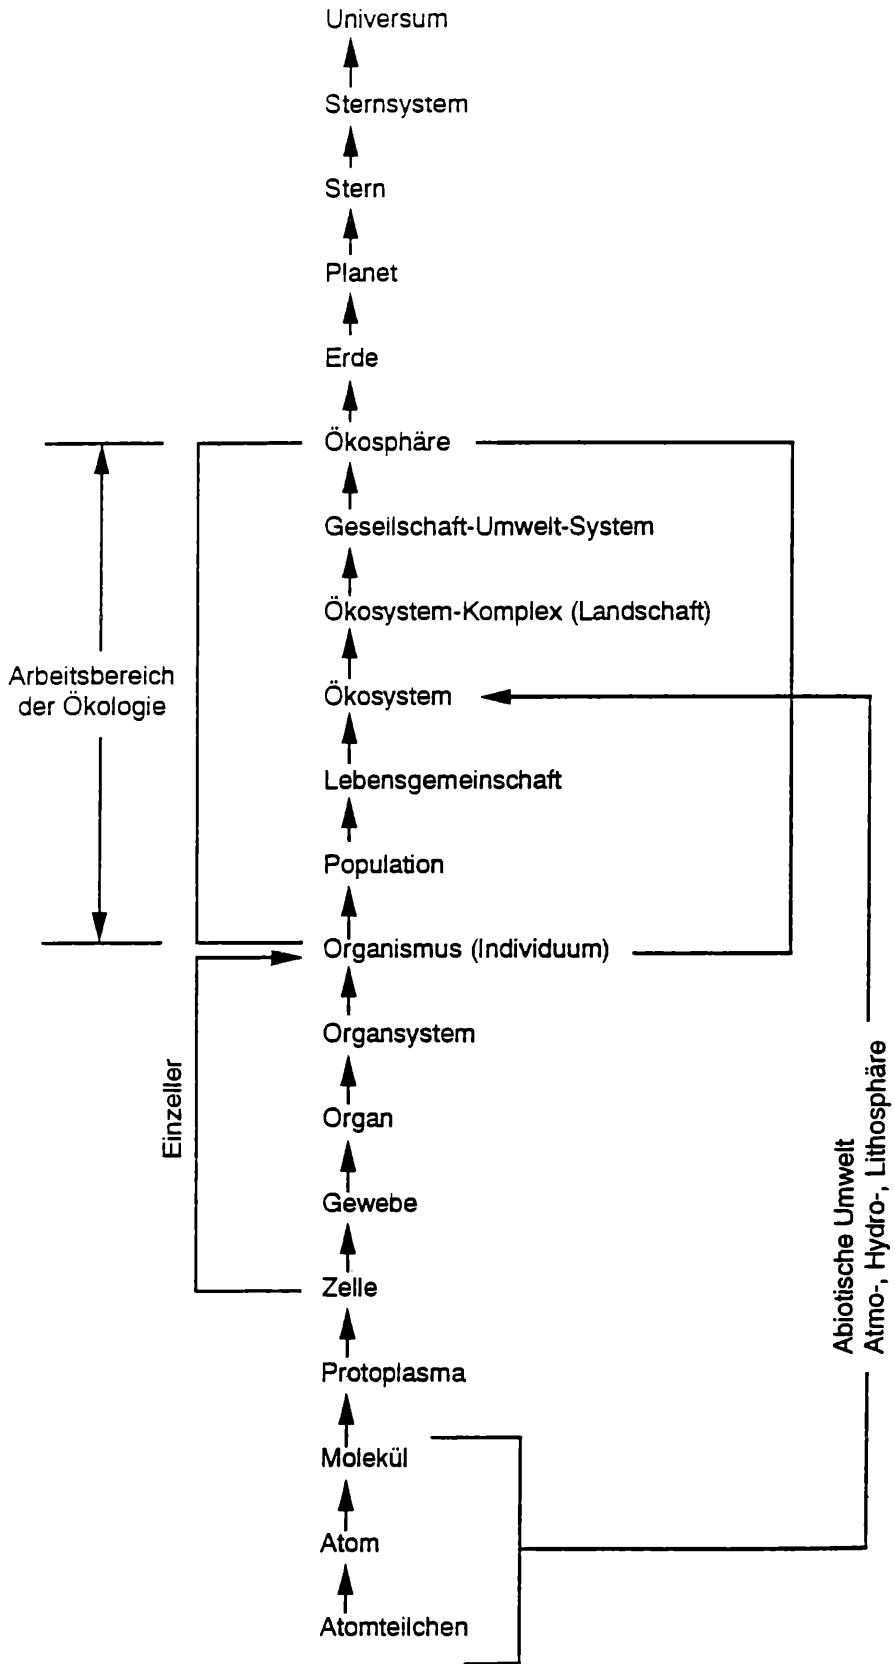 Universum
Sternsystem
Stern
Planet
Erde
Ökosphäre
Gesellschaft-Umwelt-System
Ökosystem-Komplex (Landschaft)
Arbeitsbereich
der Ökologie
Ökosystem
Lebensgemeinschaft
Population
Organismus (Individuum)
Organsystem
Einzeller
Organ
Gewebe
Zelle
Abiotische Umwelt
Atmo-, Hydro-, Lithosphäre
Protoplasma
Molekül
Atom
Atomteilchen